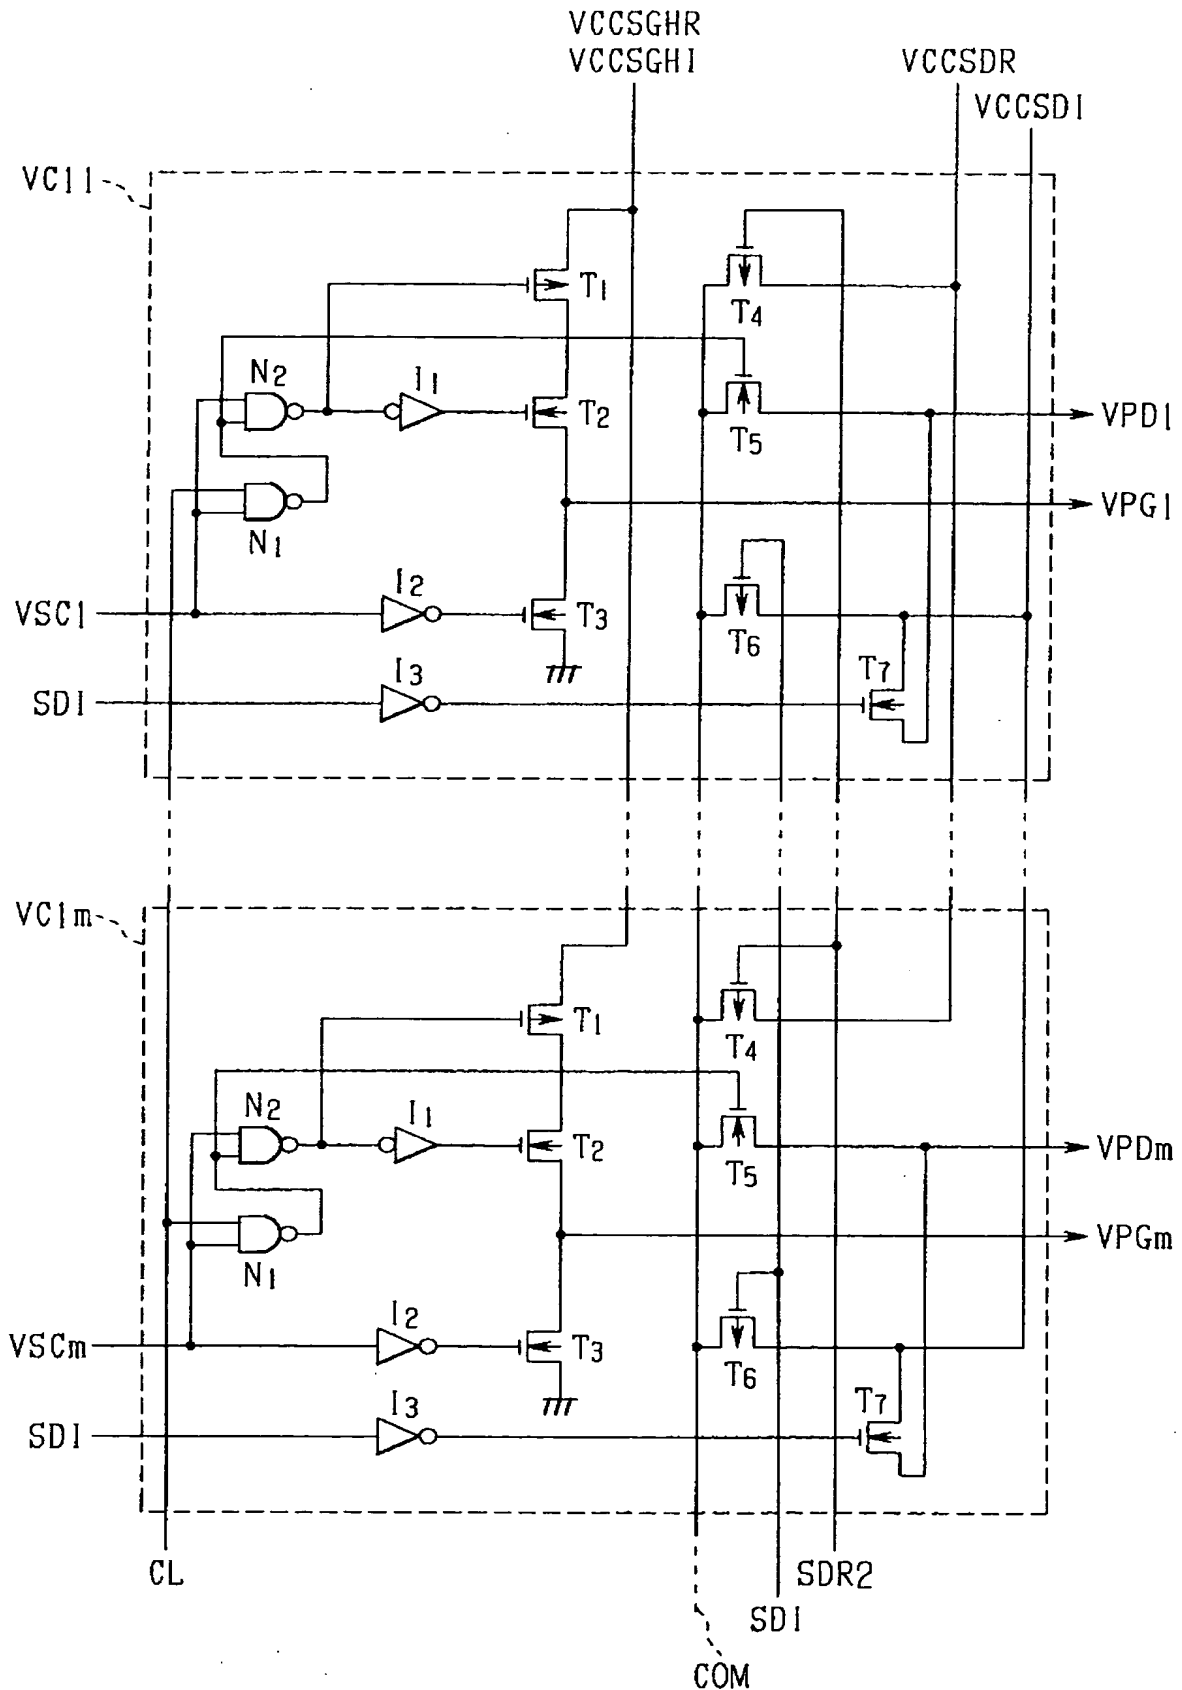 VCCSGHR
VCCSGHI
VCCSDR
VCCSDI
VC11
T1
T4
N2
I1
T2
T5
VPD1
VPG1
N1
I2
VSC1
T3
T6
T7
I3
SDI
VC1m
T1
T4
N2
I1
T2
T5
VPDm
VPGm
N1
I2
VSCm
T3
T6
T7
I3
SDI
CL
SDR2
SDI
COM